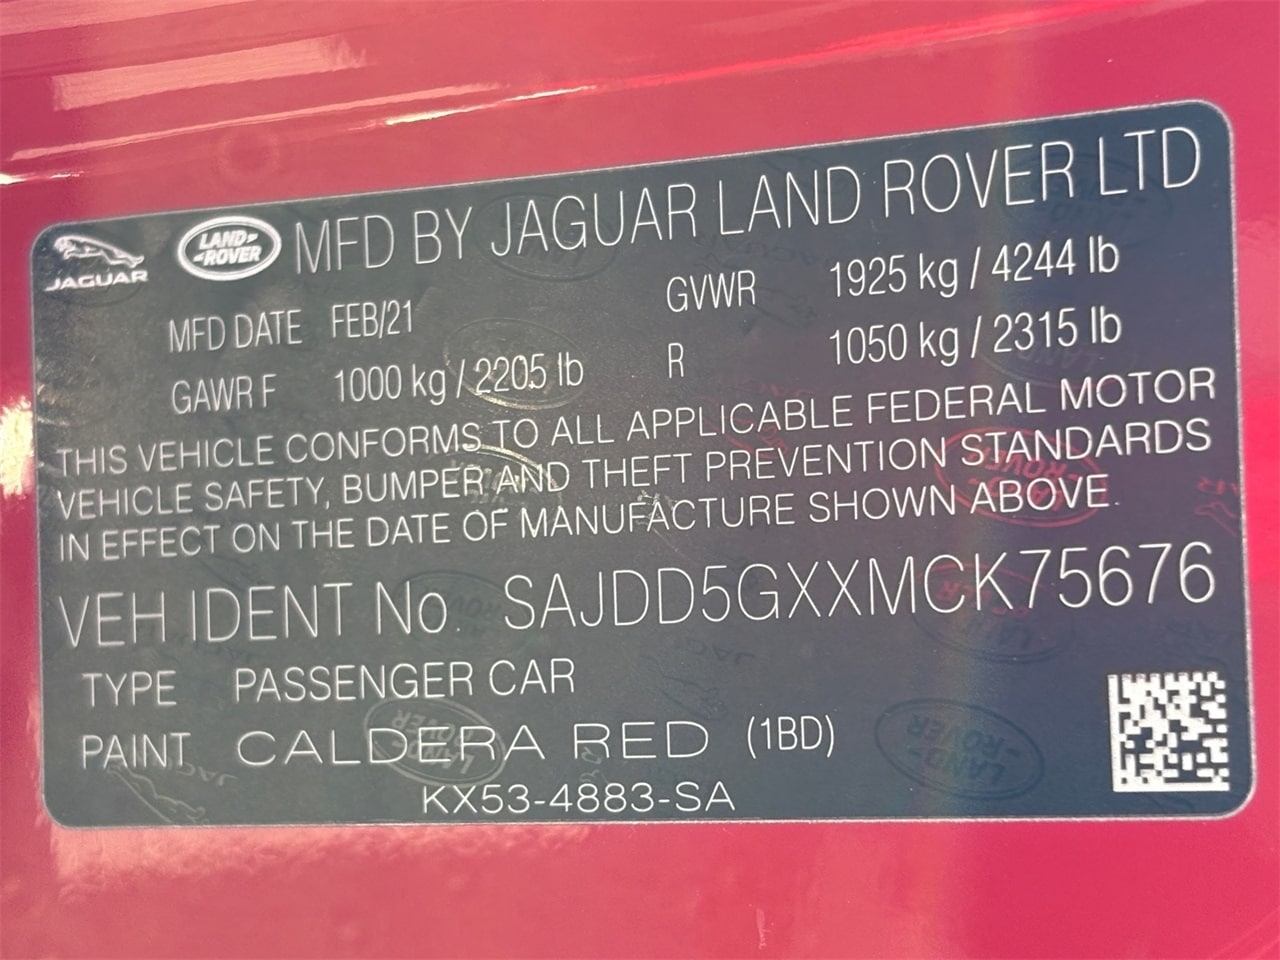 JAGUAR LAND-ROVER MFD BY JAGUAR LAND ROVER LTD
MFD DATE FEB/21 GVWR 1925 kg / 4244 lb
GAWR F 1000 kg / 2205 lb R 1050 kg / 2315 lb
THIS VEHICLE CONFORMS TO ALL APPLICABLE FEDERAL MOTOR
VEHICLE SAFETY, BUMPER AND THEFT PREVENTION STANDARDS
IN EFFECT ON THE DATE OF MANUFACTURE SHOWN ABOVE.
VEH IDENT No. SAJDD5GXXMCK75676
TYPE PASSENGER CAR
PAINT CALDERA RED (1BD)
KX53-4883-SA